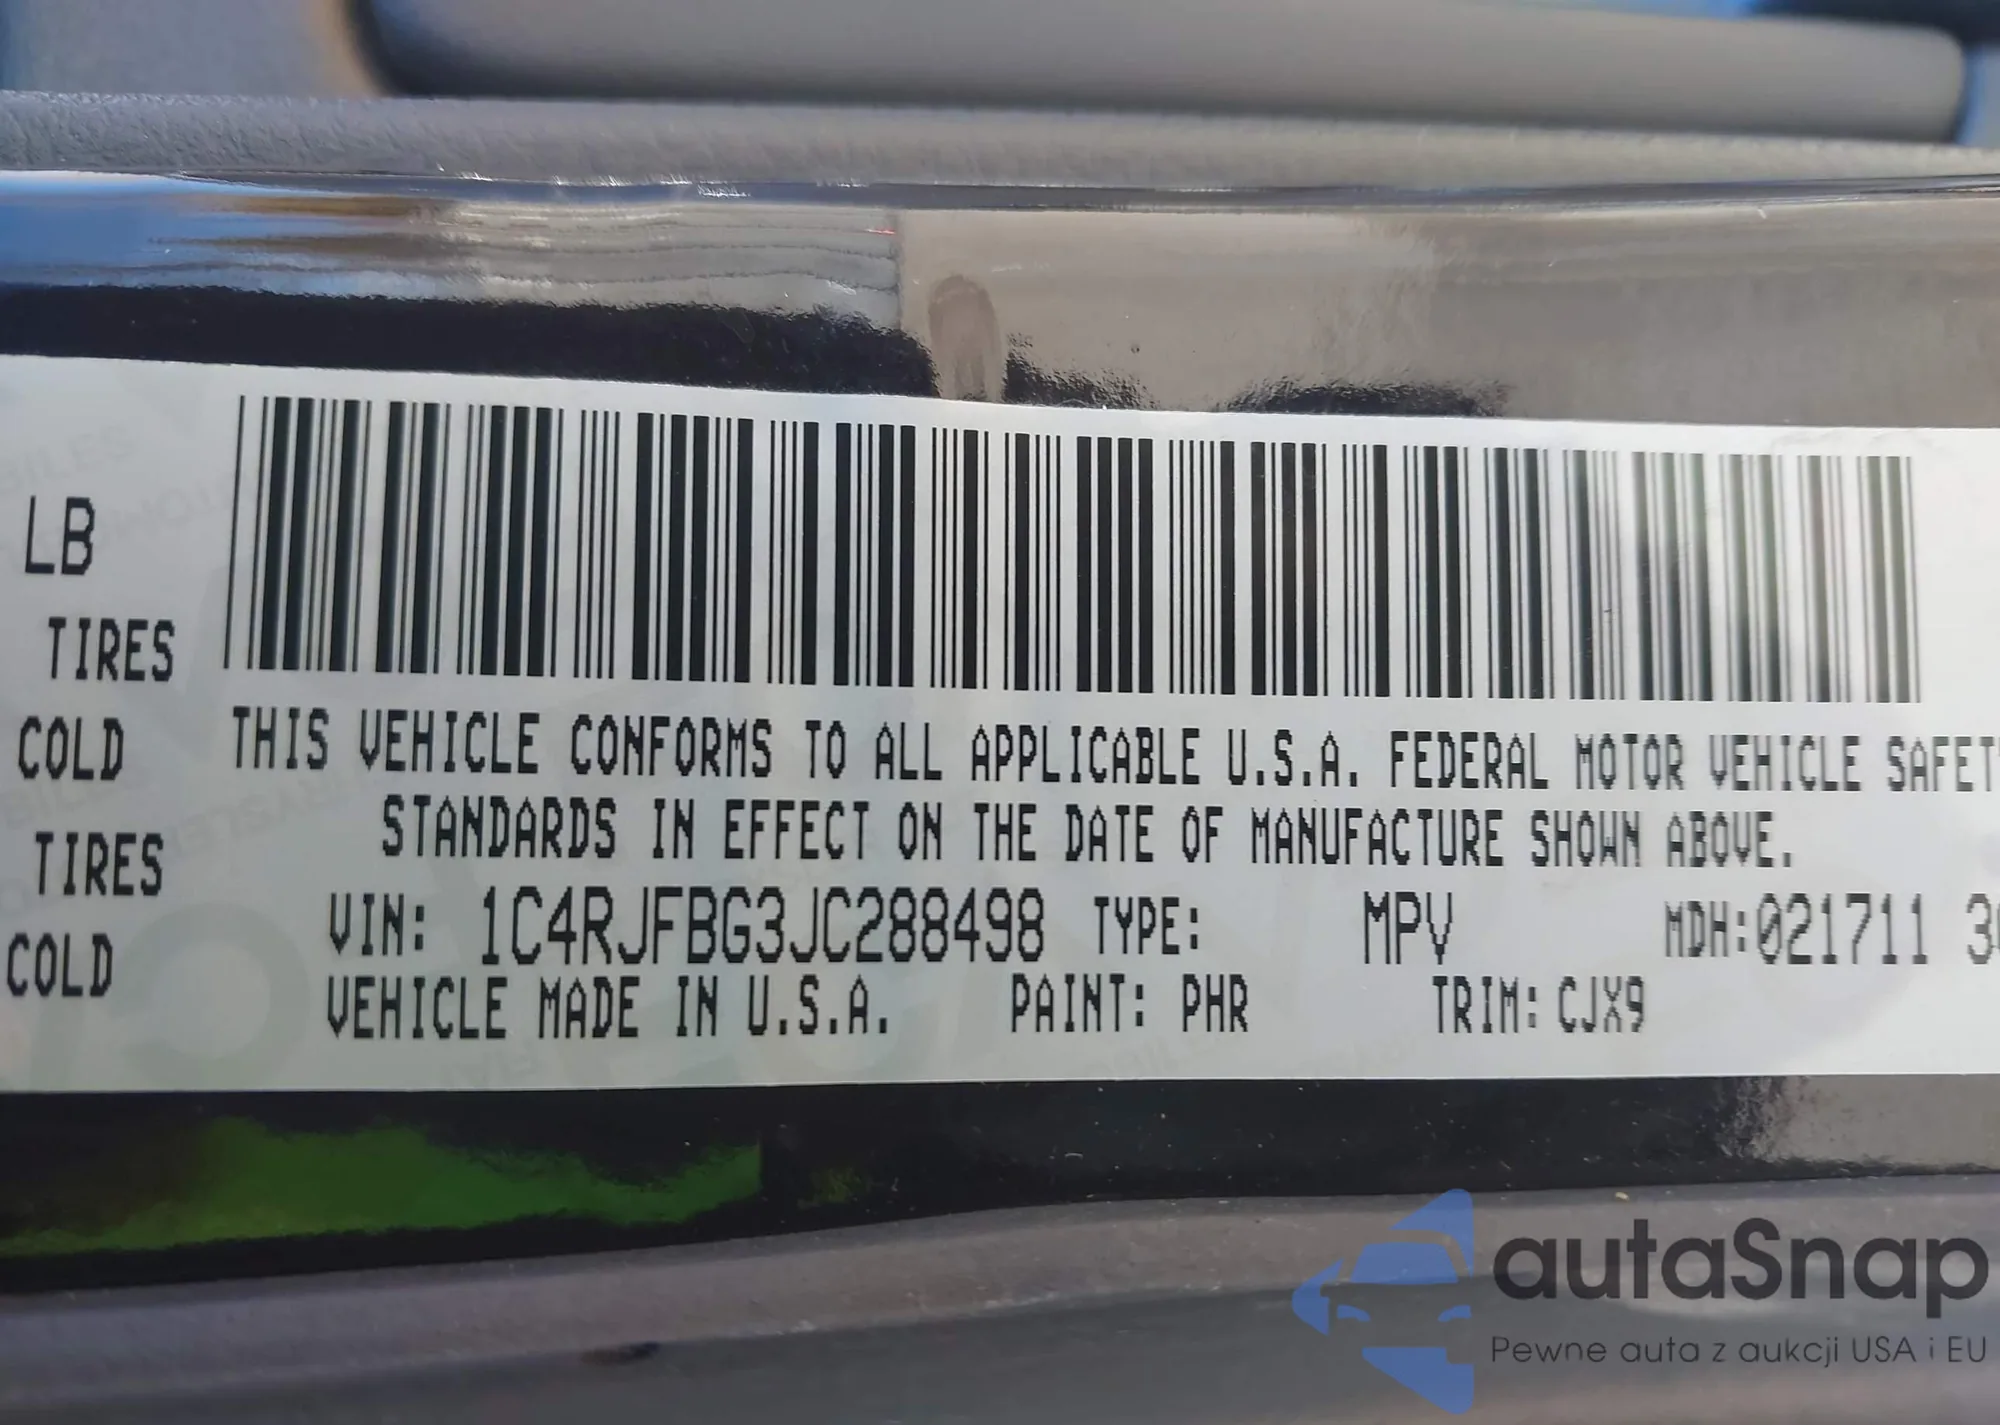 LB
TIRES
COLD
TIRES
COLD
THIS VEHICLE CONFORMS TO ALL APPLICABLE U.S.A. FEDERAL MOTOR VEHICLE
STANDARDS IN EFFECT ON THE DATE OF MANUFACTURE SHOWN ABOVE.
VIN: 1C4RJFBG3JC288498 TYPE: MPV MDH:021711
VEHICLE MADE IN U.S.A. PAINT: PHR TRIM: CJX9
autaSnap
Pewne auta z aukcji USA i EU